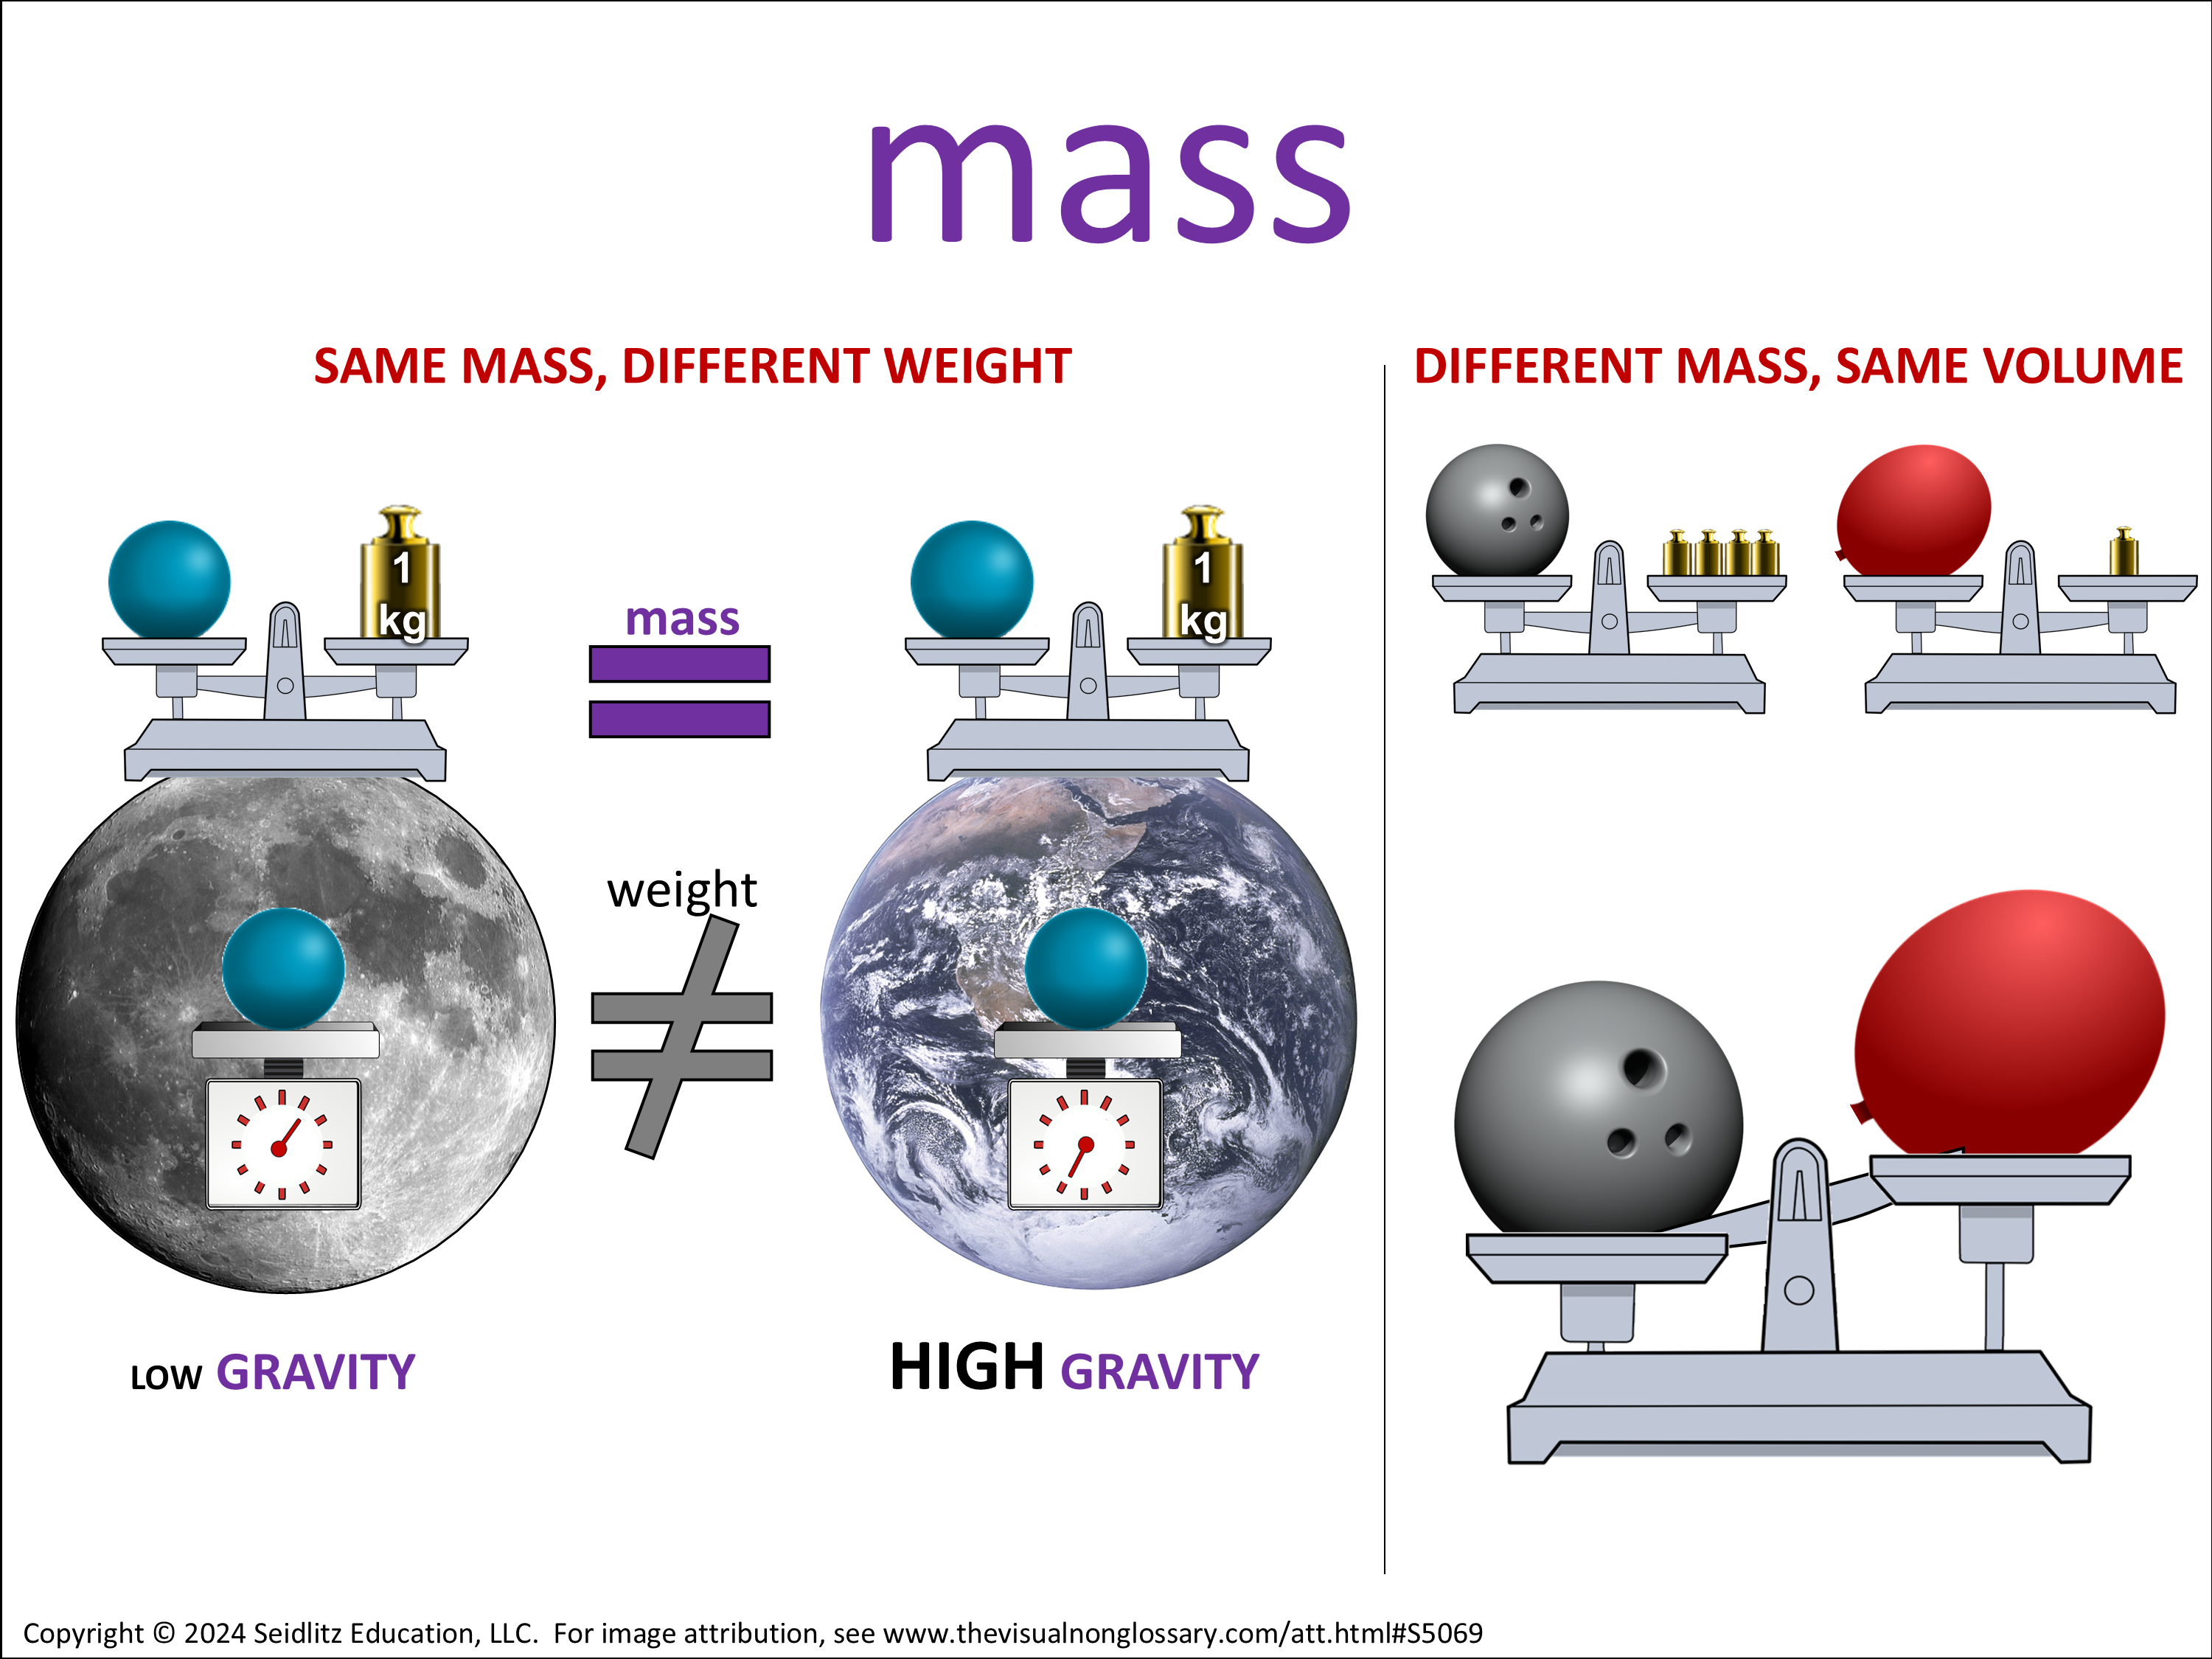 mass
SAME MASS, DIFFERENT WEIGHT
1
kg
mass
1
kg
weight
LOW GRAVITY
HIGH GRAVITY
DIFFERENT MASS, SAME VOLUME
Copyright © 2024 Seidlitz Education, LLC.  For image attribution, see www.thevisualnonglossary.com/att.html#S5069